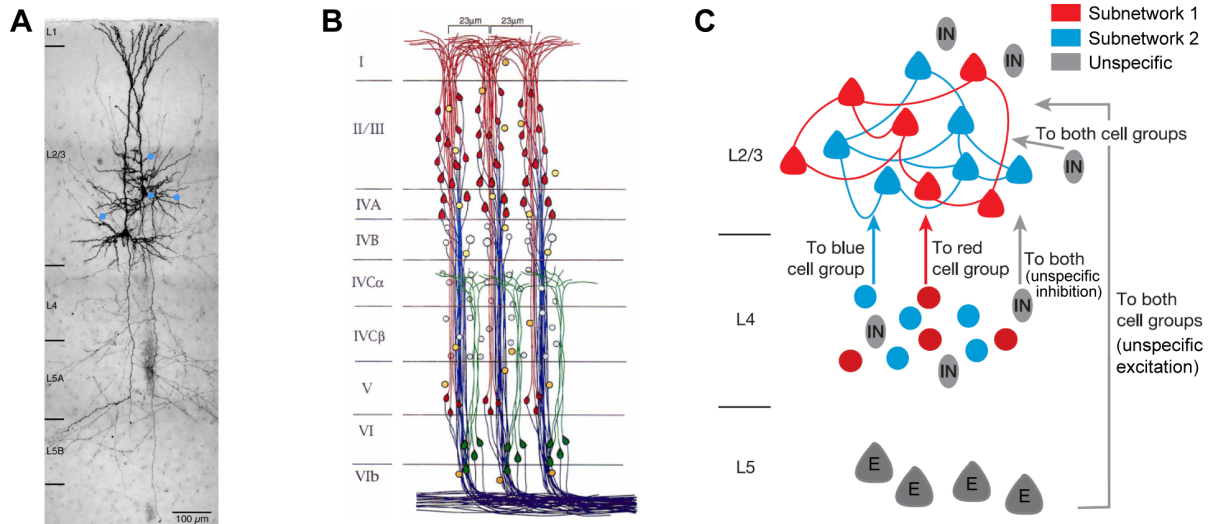 A
L1
L2/3
L4
L5A
L5B
100 µm
B
23µm 23µm
I
II/III
IVA
IVB
IVCα
IVCβ
V
VI
VIb
C
Subnetwork 1
Subnetwork 2
Unspecific
IN
IN
To both cell groups
IN
L2/3
To blue
cell group
To red
cell group
To both
(unspecific
inhibition)
To both
cell groups
(unspecific
excitation)
L4
IN
IN
IN
L5
E
E
E
E